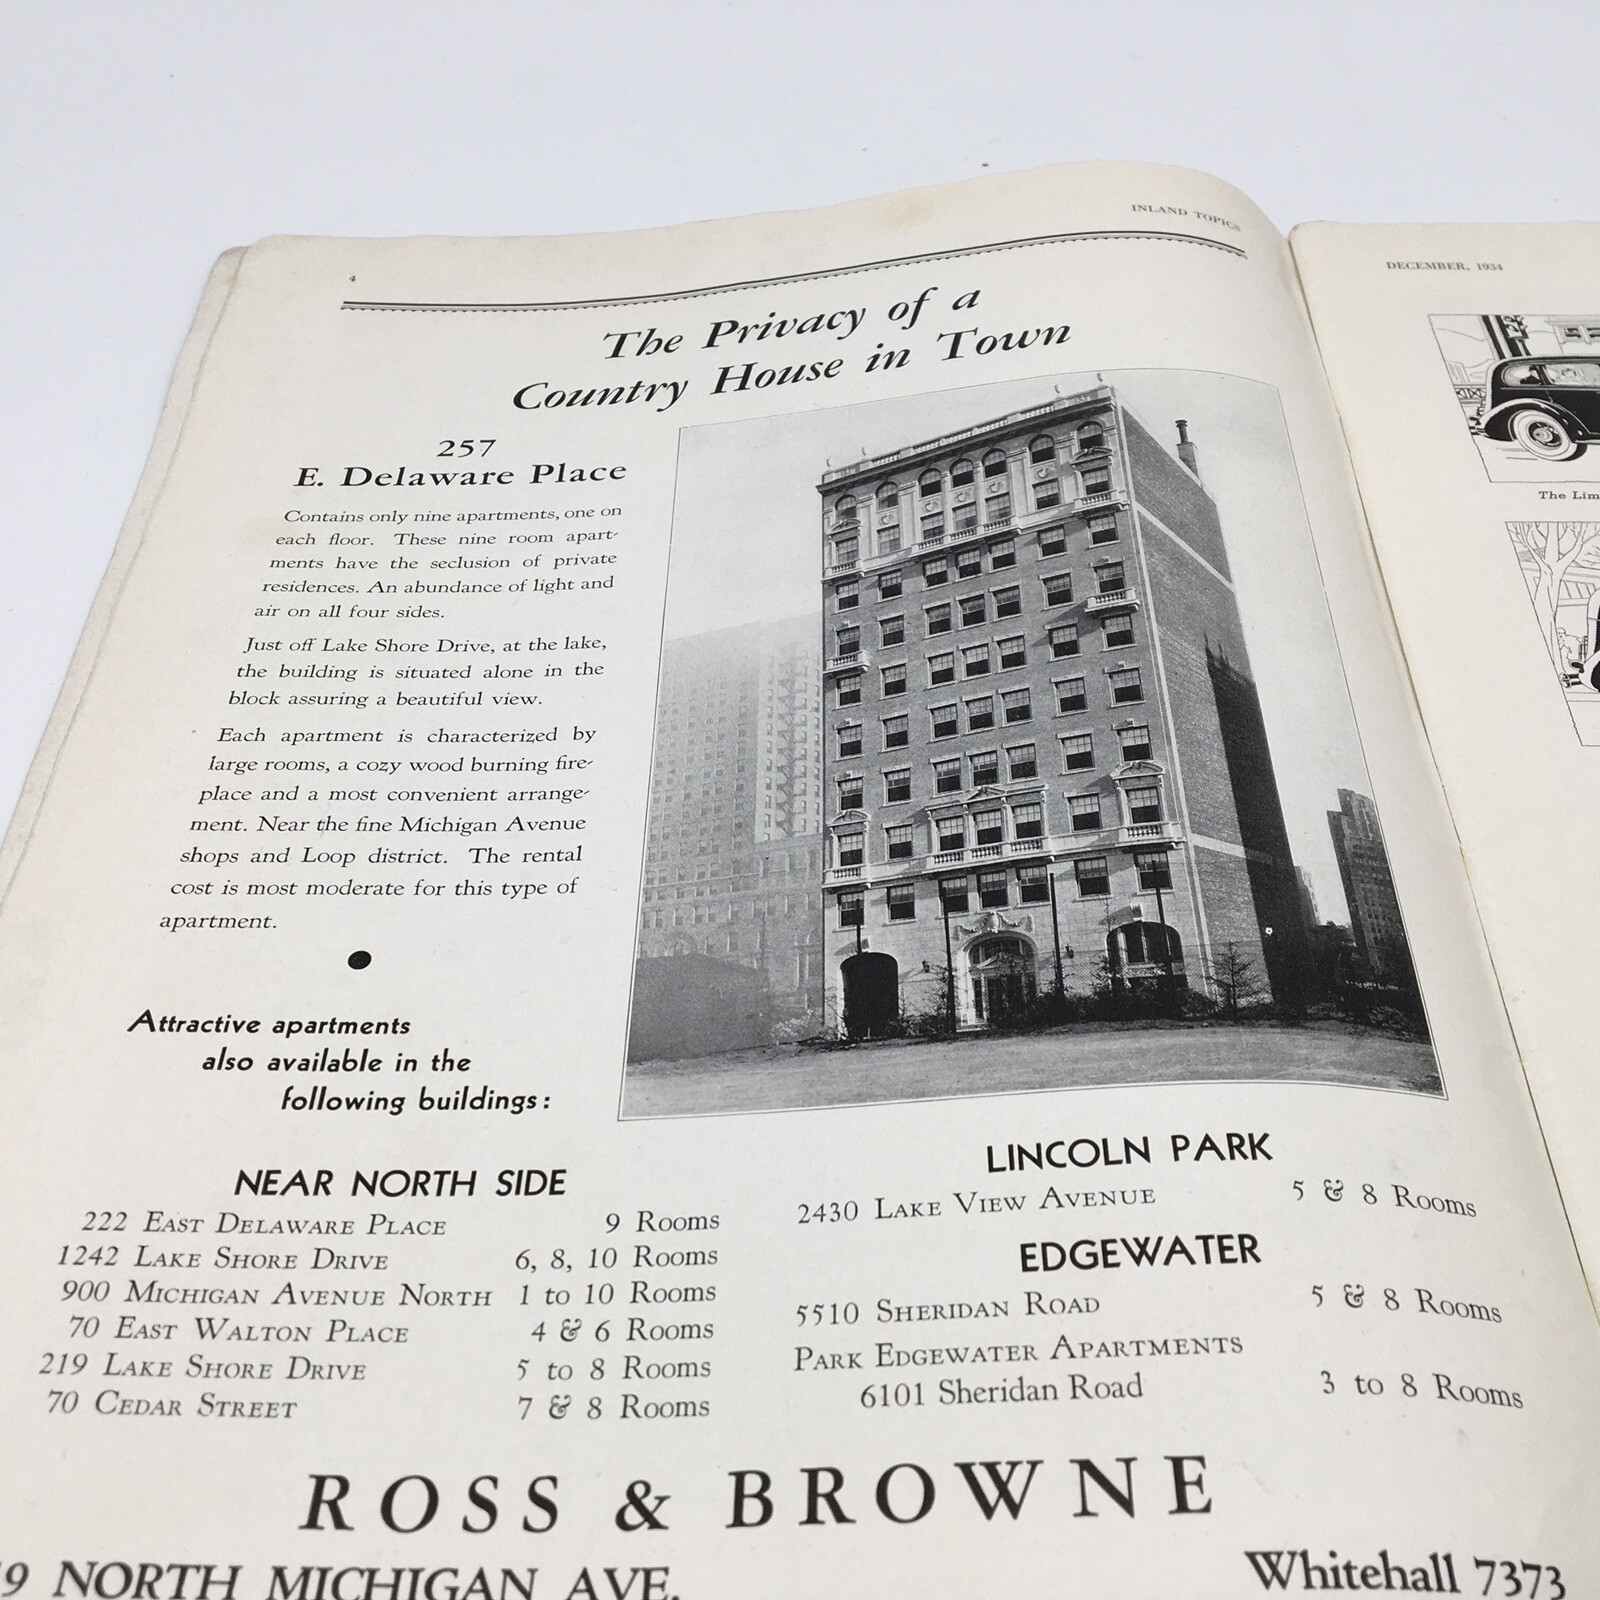 4
INLAND TOPICS
The Privacy of a
Country House in Town
257
E. Delaware Place
Contains only nine apartments, one on
each floor. These nine room apart-
ments have the seclusion of private
residences. An abundance of light and
air on all four sides.
Just off Lake Shore Drive, at the lake,
the building is situated alone in the
block assuring a beautiful view.
Each apartment is characterized by
large rooms, a cozy wood burning fire-
place and a most convenient arrange-
ment. Near the fine Michigan Avenue
shops and Loop district. The rental
cost is most moderate for this type of
apartment.
Attractive apartments
also available in the
following buildings:
NEAR NORTH SIDE
222 EAST DELAWARE PLACE 9 Rooms
1242 LAKE SHORE DRIVE 6, 8, 10 Rooms
900 MICHIGAN AVENUE NORTH 1 to 10 Rooms
70 EAST WALTON PLACE 4 & 6 Rooms
219 LAKE SHORE DRIVE 5 to 8 Rooms
70 CEDAR STREET 7 & 8 Rooms
LINCOLN PARK
2430 LAKE VIEW AVENUE 5 & 8 Rooms
EDGEWATER
5510 SHERIDAN ROAD 5 & 8 Rooms
PARK EDGEWATER APARTMENTS
6101 Sheridan Road 3 to 8 Rooms
ROSS & BROWNE
9 NORTH MICHIGAN AVE. Whitehall 7373
DECEMBER, 1934
The Lim